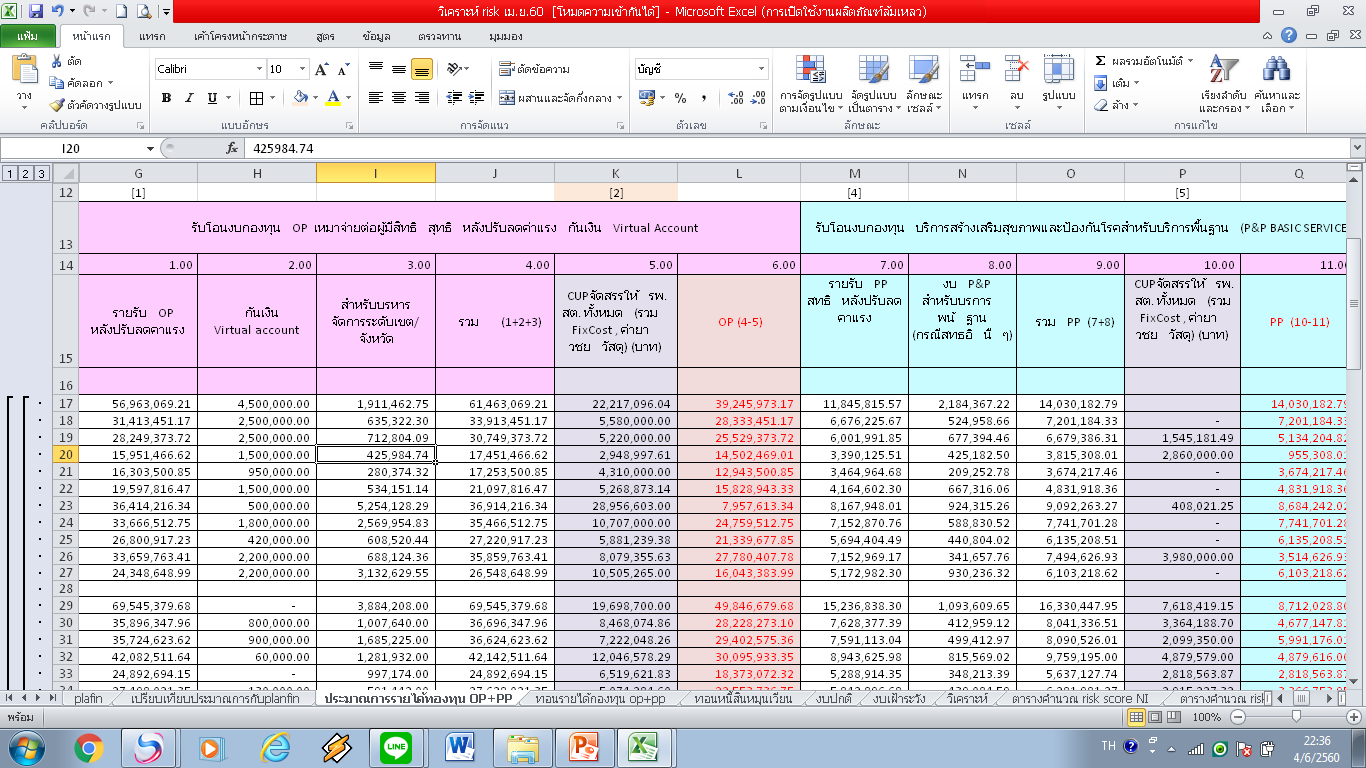 วิเคราะห์ risk เม.ย.60 [โหมดความเข้ากันได้] - Microsoft Excel (การเปิดใช้งานผลิตภัณฑ์ล้มเหลว)
แฟ้ม หน้าแรก แทรก เค้าโครงหน้ากระดาษ สูตร ข้อมูล ตรวจทาน มุมมอง
วาง ตัด คัดลอก ตัวคัดวางรูปแบบ คลิปบอร์ด
Calibri 10 แบบอักษร
ตัดข้อความ ผสานและจัดกึ่งกลาง การจัดแนว
บัญชี ตัวเลข
การจัดรูปแบบตามเงื่อนไข จัดรูปแบบเป็นตาราง ลักษณะเซลล์ ลักษณะ
แทรก ลบ รูปแบบ เซลล์
ผลรวมอัตโนมัติ เติม ล้าง เรียงลำดับและกรอง ค้นหาและเลือก การแก้ไข
I20 fx 425984.74
1 2 3 G H I J K L M N O P Q
12 [1] [2] [4] [5]
13 รับโอนงบกองทุน OP เหมาจ่ายต่อผู้มีสิทธิ สุทธิ หลังปรับลดค่าแรง กันเงิน Virtual Account รับโอนงบกองทุน บริการสร้างเสริมสุขภาพและป้องกันโรคสำหรับบริการพื้นฐาน (P&P BASIC SERVICE
14 1.00 2.00 3.00 4.00 5.00 6.00 7.00 8.00 9.00 10.00 11.00
15 รายรับ OP หลังปรับลดค่าแรง กันเงิน Virtual account สำหรับบรหาร จัดการระดับเขต/ จังหวัด รวม (1+2+3) CUPจัดสรรให้ รพ.สต.ทั้งหมด (รวม FixCost , ค่ายา วชย วัสดุ) (บาท) OP (4-5) รายรับ PP สทธิ หลังปรับลดค่าแรง งบ P&P สำหรับบรการ พน ฐาน (กรณีสทธอิ นื ๆ) รวม PP (7+8) CUPจัดสรรให้ รพ.สต.ทั้งหมด (รวม FixCost , ค่ายา วชย วัสดุ) (บาท) PP (10-11)
16
17 56,963,069.21 4,500,000.00 1,911,462.75 61,463,069.21 22,217,096.04 39,245,973.17 11,845,815.57 2,184,367.22 14,030,182.79 14,030,182.79
18 31,413,451.17 2,500,000.00 635,322.30 33,913,451.17 5,580,000.00 28,333,451.17 6,676,225.67 524,958.66 7,201,184.33 - 7,201,184.33
19 28,249,373.72 2,500,000.00 712,804.09 30,749,373.72 5,220,000.00 25,529,373.72 6,001,991.85 677,394.46 6,679,386.31 1,545,181.49 5,134,204.82
20 15,951,466.62 1,500,000.00 425,984.74 17,451,466.62 2,948,997.61 14,502,469.01 3,390,125.51 425,182.50 3,815,308.01 2,860,000.00 955,308.01
21 16,303,500.85 950,000.00 280,374.32 17,253,500.85 4,310,000.00 12,943,500.85 3,464,964.68 209,252.78 3,674,217.46 - 3,674,217.46
22 19,597,816.47 1,500,000.00 534,151.14 21,097,816.47 5,268,873.14 15,828,943.33 4,164,602.30 667,316.06 4,831,918.36 - 4,831,918.36
23 36,414,216.34 500,000.00 5,254,128.29 36,914,216.34 28,956,603.00 7,957,613.34 8,167,948.01 924,315.26 9,092,263.27 408,021.25 8,684,242.02
24 33,666,512.75 1,800,000.00 2,569,954.83 35,466,512.75 10,707,000.00 24,759,512.75 7,152,870.76 588,830.52 7,741,701.28 - 7,741,701.28
25 26,800,917.23 420,000.00 608,520.44 27,220,917.23 5,881,239.38 21,339,677.85 5,694,404.49 440,804.02 6,135,208.51 - 6,135,208.51
26 33,659,763.41 2,200,000.00 688,124.36 35,859,763.41 8,079,355.63 27,780,407.78 7,152,969.17 341,657.76 7,494,626.93 3,980,000.00 3,514,626.93
27 24,348,648.99 2,200,000.00 3,132,629.55 26,548,648.99 10,505,265.00 16,043,383.99 5,172,982.30 930,236.32 6,103,218.62 - 6,103,218.62
28
29 69,545,379.68 - 3,884,208.00 69,545,379.68 19,698,700.00 49,846,679.68 15,236,838.30 1,093,609.65 16,330,447.95 7,618,419.15 8,712,028.80
30 35,896,347.96 800,000.00 1,007,640.00 36,696,347.96 8,468,074.86 28,228,273.10 7,628,377.39 412,959.12 8,041,336.51 3,364,188.70 4,677,147.81
31 35,724,623.62 900,000.00 1,685,225.00 36,624,623.62 7,222,048.26 29,402,575.36 7,591,113.04 499,412.97 8,090,526.01 2,099,350.00 5,991,176.01
32 42,082,511.64 60,000.00 1,281,932.00 42,142,511.64 12,046,578.29 30,095,933.35 8,943,625.98 815,569.02 9,759,195.00 4,879,579.00 4,879,616.00
33 24,892,694.15 - 997,174.00 24,892,694.15 6,519,621.83 18,373,072.32 5,288,914.35 348,213.39 5,637,127.74 2,818,563.87 2,818,563.87
plafin เปรียบเทียบประมาณการกับplanfin ประมาณการรายได้กองทุน OP+PP ทอนรายได้กองทุน op+pp ทอนหนี้สินหมุนเวียน งบปกติ งบเฝ้าระวัง วิเคราะห์ ตารางคำนวณ risk score NI ตารางคำนวณ risk
พร้อม 100%
LINE TH 22:36
4/6/2560